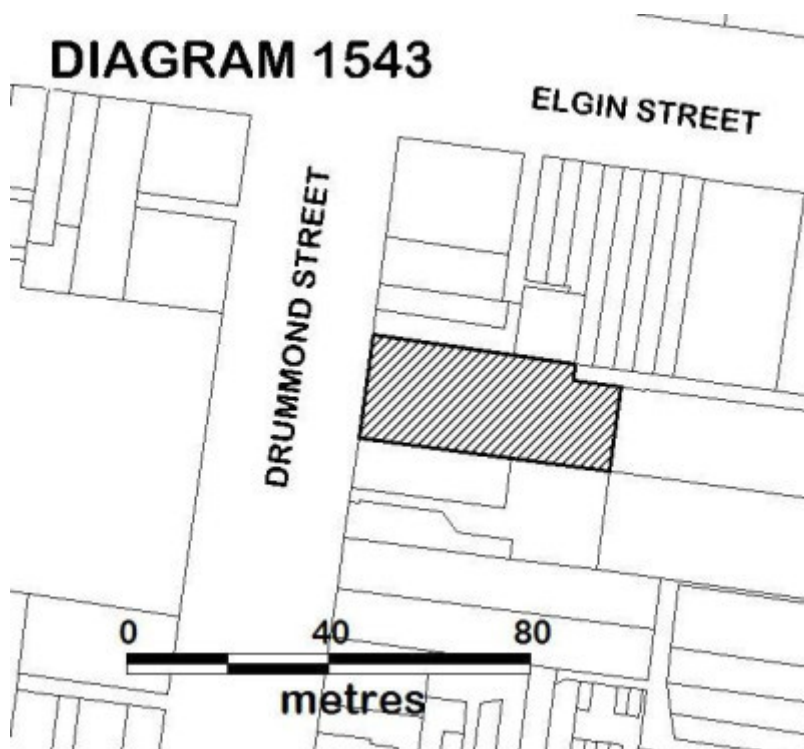 DIAGRAM 1543
ELGIN STREET
DRUMMOND STREET
0 40 80
metres